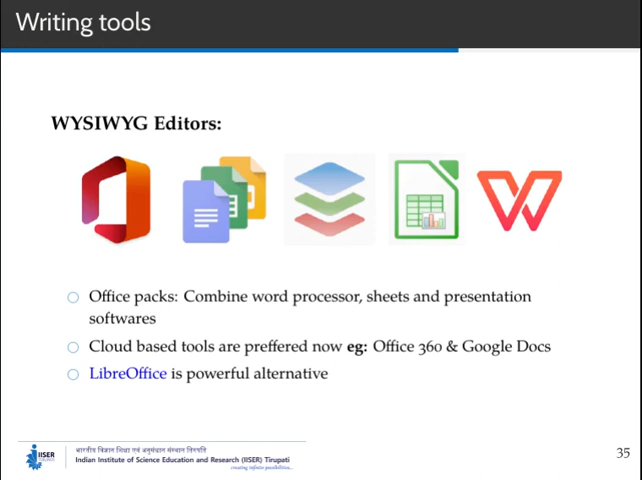 Writing tools
WYSIWYG Editors:
Office packs: Combine word processor, sheets and presentation
softwares
Cloud based tools are preffered now eg: Office 360 & Google Docs
LibreOffice is powerful alternative
IISER
भारतीय विज्ञान शिक्षा एवं अनुसंधान संस्थान तिरुपति
Indian Institute of Science Education and Research (IISER) Tirupati
creating infinite possibilities...
35